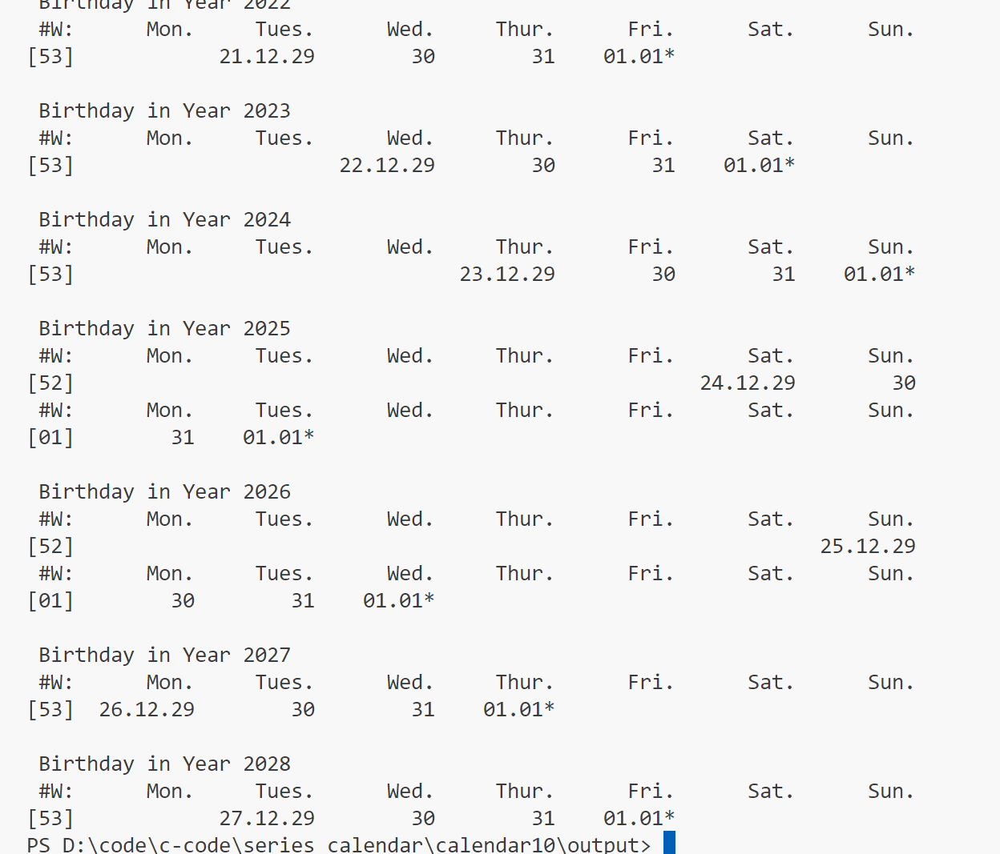 Birthday in Year 2022
#W: Mon. Tues. Wed. Thur. Fri. Sat. Sun.
[53] 21.12.29 30 31 01.01*
Birthday in Year 2023
#W: Mon. Tues. Wed. Thur. Fri. Sat. Sun.
[53] 22.12.29 30 31 01.01*
Birthday in Year 2024
#W: Mon. Tues. Wed. Thur. Fri. Sat. Sun.
[53] 23.12.29 30 31 01.01*
Birthday in Year 2025
#W: Mon. Tues. Wed. Thur. Fri. Sat. Sun.
[52] 24.12.29 30
#W: Mon. Tues. Wed. Thur. Fri. Sat. Sun.
[01] 31 01.01*
Birthday in Year 2026
#W: Mon. Tues. Wed. Thur. Fri. Sat. Sun.
[52] 25.12.29
#W: Mon. Tues. Wed. Thur. Fri. Sat. Sun.
[01] 30 31 01.01*
Birthday in Year 2027
#W: Mon. Tues. Wed. Thur. Fri. Sat. Sun.
[53] 26.12.29 30 31 01.01*
Birthday in Year 2028
#W: Mon. Tues. Wed. Thur. Fri. Sat. Sun.
[53] 27.12.29 30 31 01.01*
PS D:\code\c-code\series calendar\calendar10\output>